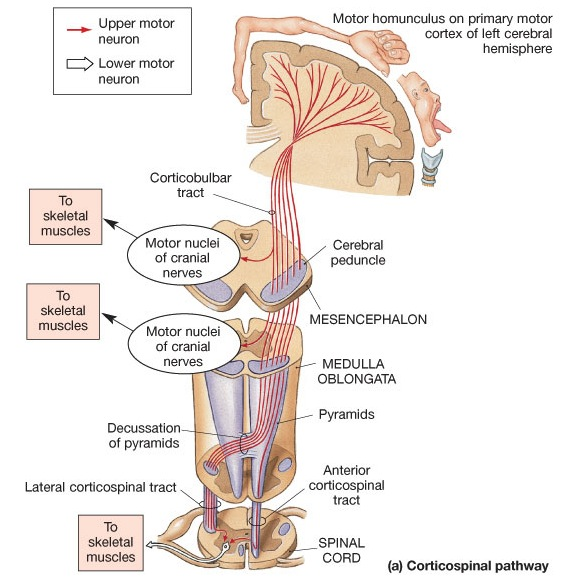 Upper motor
neuron
Lower motor
neuron
Motor homunculus on primary motor
cortex of left cerebral
hemisphere
Corticobulbar
tract
To
skeletal
muscles
Motor nuclei
of cranial
nerves
Cerebral
peduncle
To
skeletal
muscles
MESENCEPHALON
Motor nuclei
of cranial
nerves
MEDULLA
OBLONGATA
Pyramids
Decussation
of pyramids
Lateral corticospinal tract
Anterior
corticospinal
tract
To
skeletal
muscles
SPINAL
CORD
(a) Corticospinal pathway